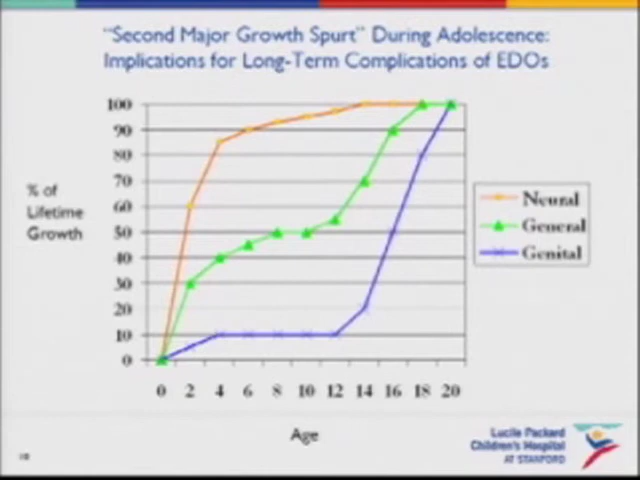 "Second Major Growth Spurt" During Adolescence:
Implications for Long-Term Complications of EDOs
100
90
80
70
60
50
40
30
20
10
0
% of
Lifetime
Growth
Neural
General
Genital
0 2 4 6 8 10 12 14 16 18 20
Age
Lucile Packard
Children's Hospital
AT STANFORD